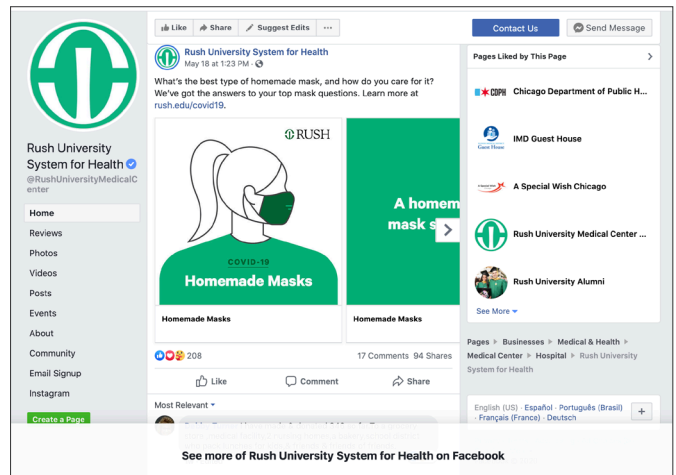 Like
Share
Suggest Edits
...
Contact Us
Send Message
Rush University
System for Health
@RushUniversityMedicalC
enter
Home
Reviews
Photos
Videos
Posts
Events
About
Community
Email Signup
Instagram
Create a Page
Rush University System for Health
May 18 at 1:23 PM ·
What's the best type of homemade mask, and how do you care for it?
We've got the answers to your top mask questions. Learn more at
rush.edu/covid19.
RUSH
COVID-19
Homemade Masks
A homem
mask s
Homemade Masks
Homemade Masks
208
17 Comments 94 Shares
Like
Comment
Share
Most Relevant
Pages Liked by This Page
CDPH
Chicago Department of Public H...
Guest House
IMD Guest House
A Special Wish Chicago
Rush University Medical Center ...
Rush University Alumni
See More
Pages Businesses Medical & Health
Medical Center Hospital Rush University
System for Health
English (US) · Español · Português (Brasil)
· Français (France) · Deutsch
+
See more of Rush University System for Health on Facebook